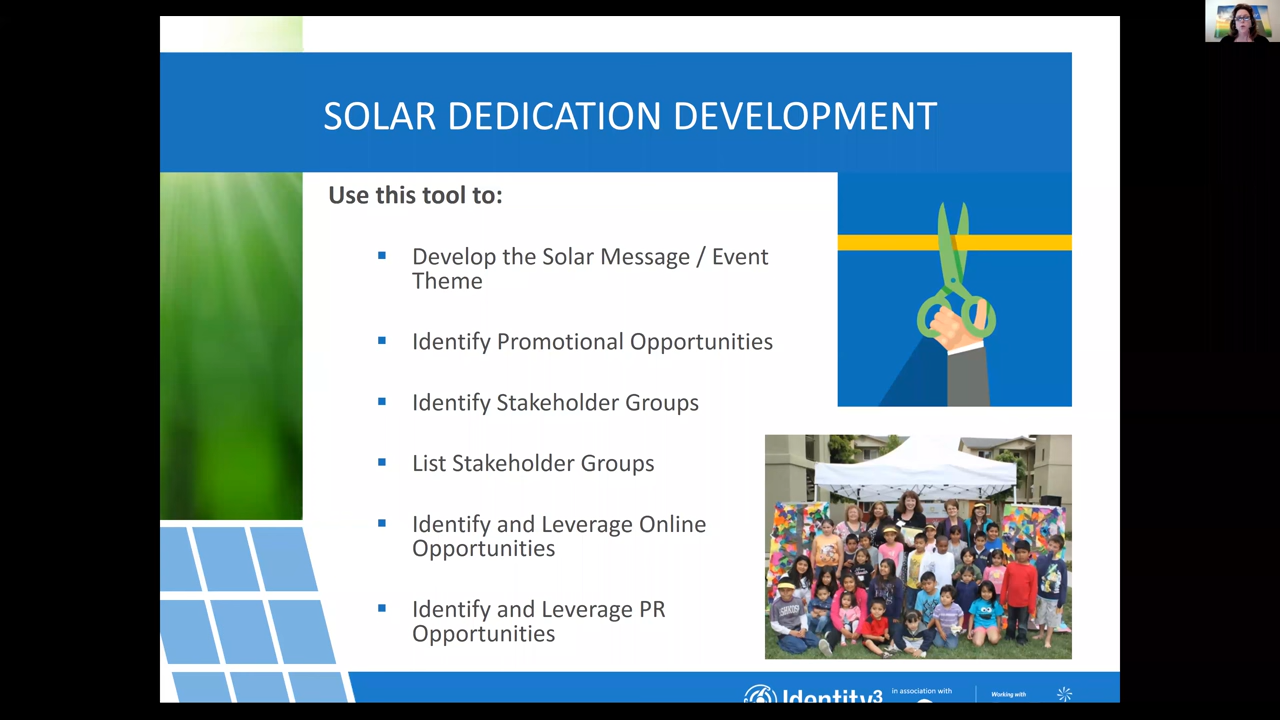 SOLAR DEDICATION DEVELOPMENT
Use this tool to:
Develop the Solar Message / Event
Theme
Identify Promotional Opportunities
Identify Stakeholder Groups
List Stakeholder Groups
Identify and Leverage Online
Opportunities
Identify and Leverage PR
Opportunities
Identity3
in association with
Working with